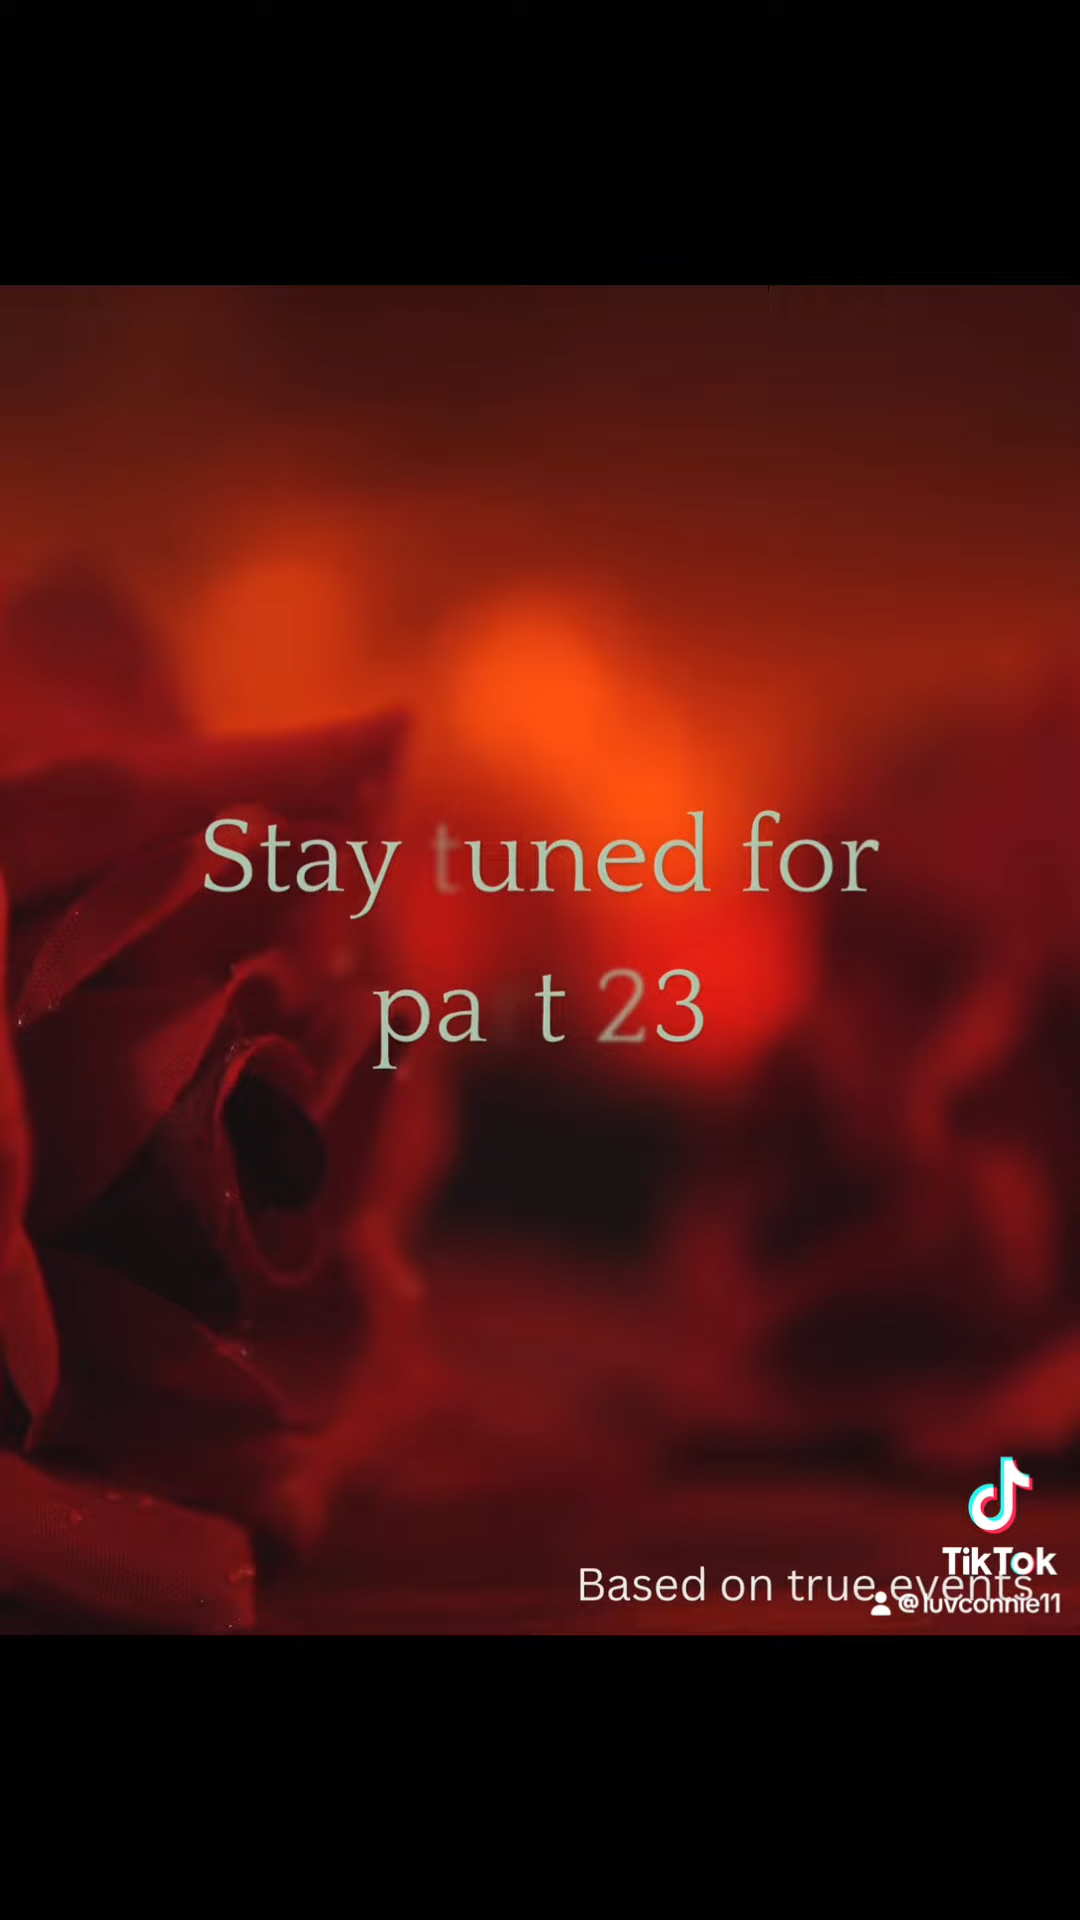 Stay tuned for
part 23
Based on true events.
TikTok
@luvconnie11